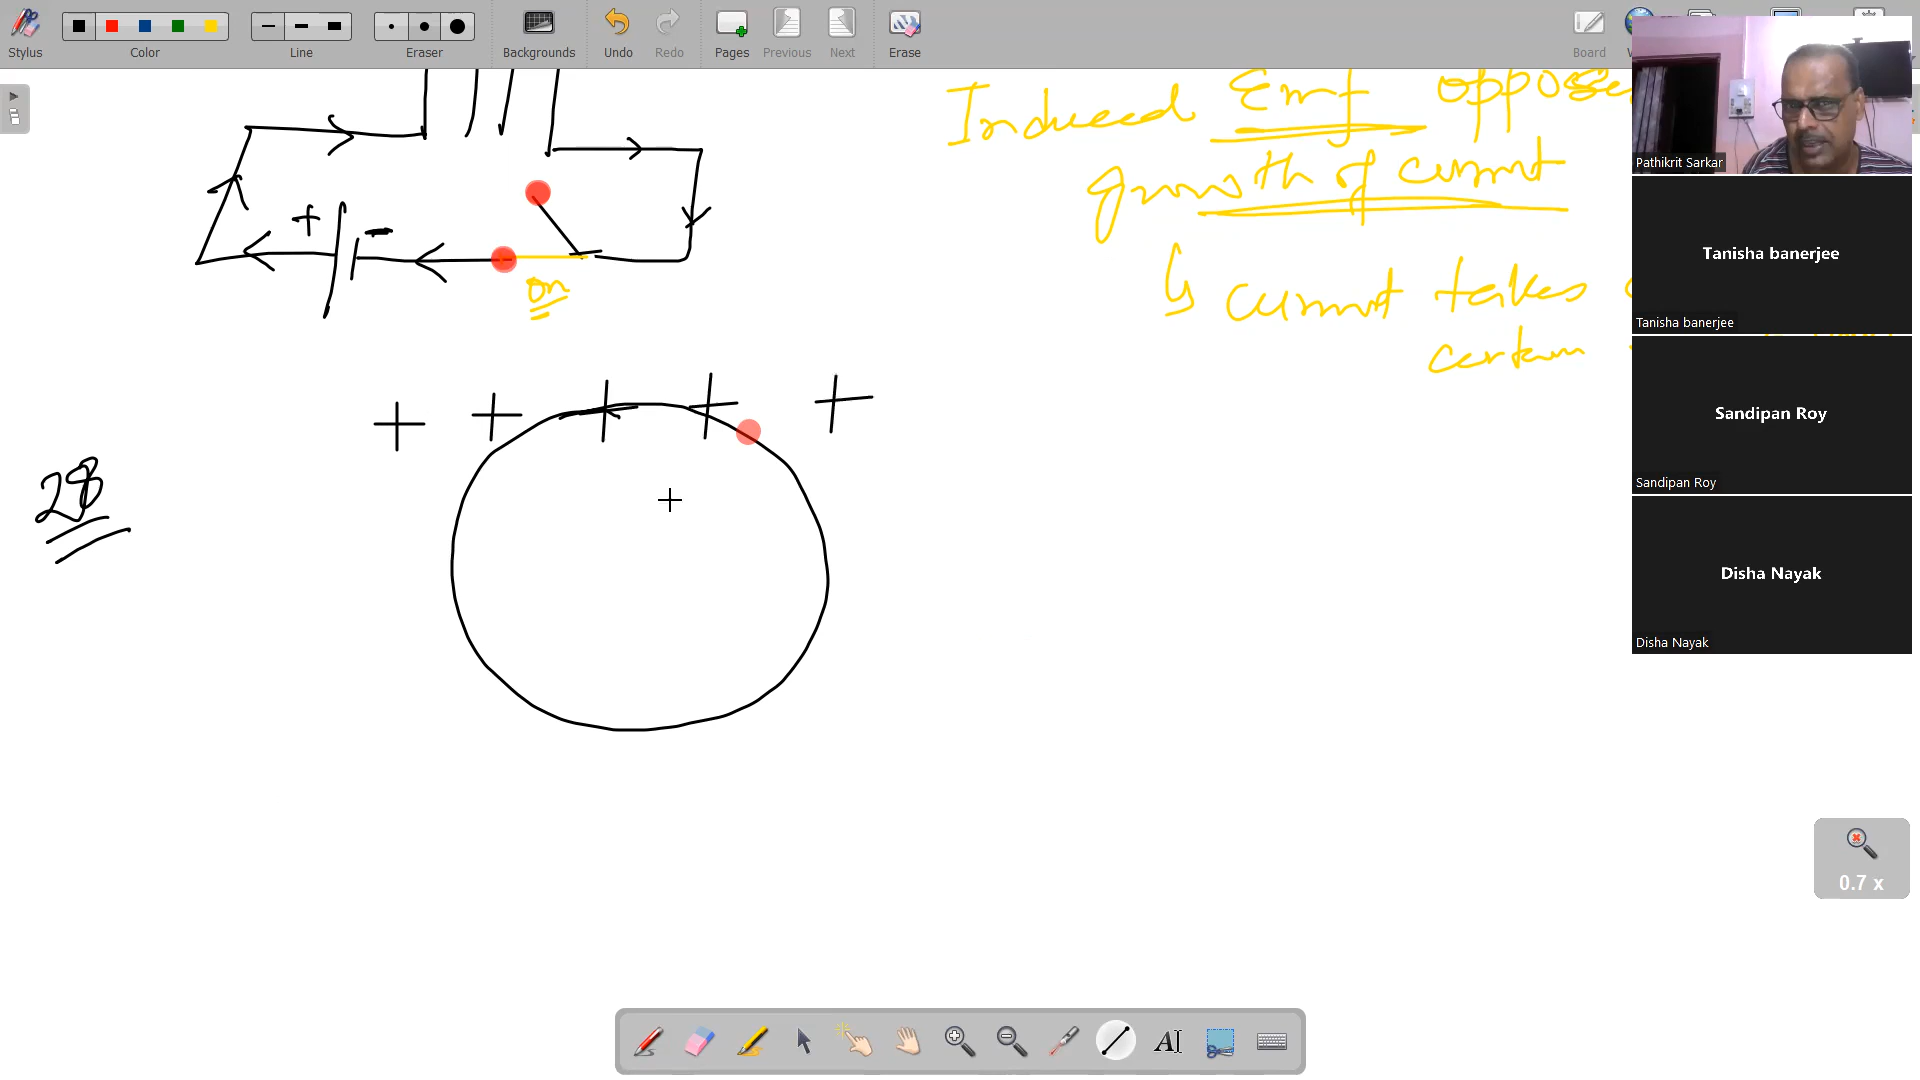 Stylus
Color
Line
Eraser
Backgrounds
Undo
Redo
Pages
Previous
Next
Erase
Board
Induced Emf oppose
growth of current
↳ current takes
certain
+ -
on
+ + + + +
28
Pathikrit Sarkar
Tanisha banerjee
Tanisha banerjee
Sandipan Roy
Sandipan Roy
Disha Nayak
Disha Nayak
0.7 x
AI